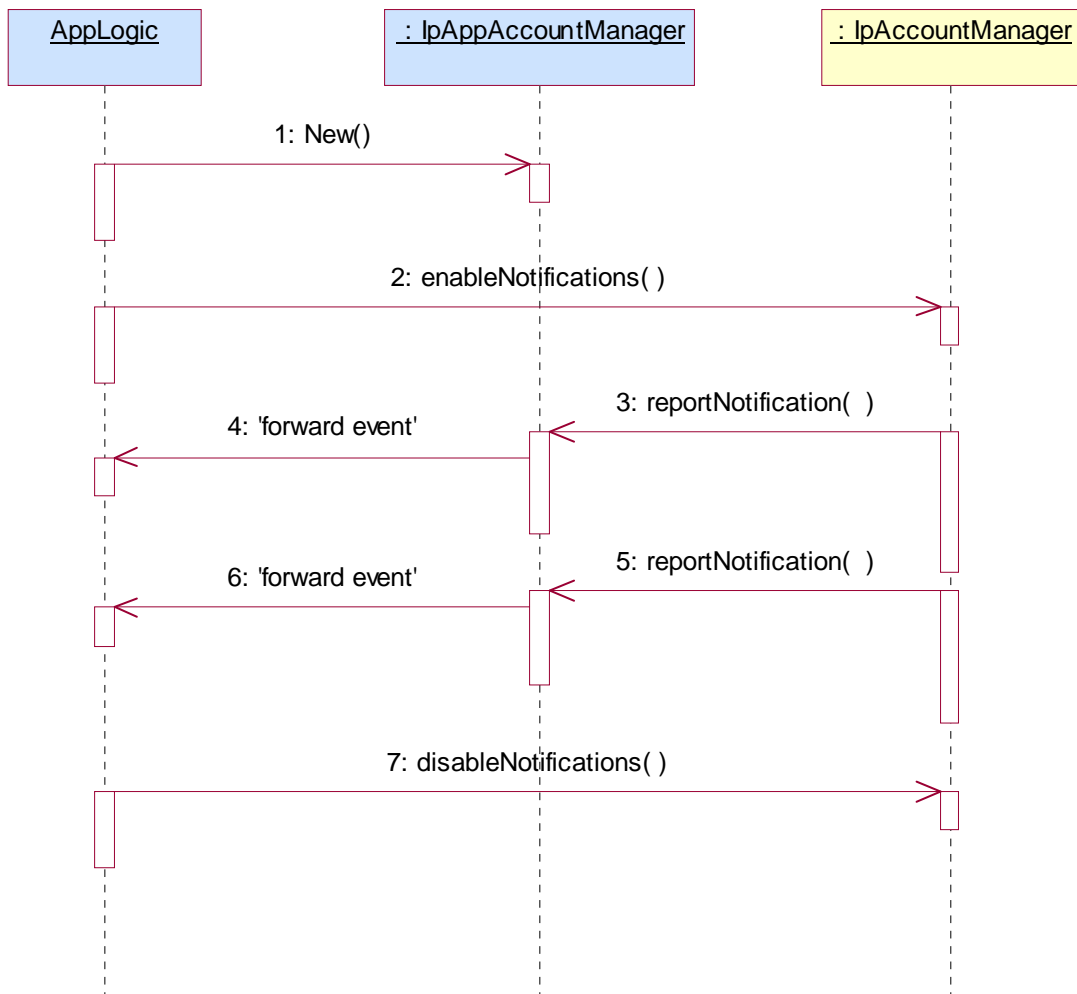 AppLogic
: IpAppAccountManager
: IpAccountManager
1: New()
2: enableNotifications( )
3: reportNotification(  )
4: 'forward event'
5: reportNotification(  )
6: 'forward event'
7: disableNotifications( )